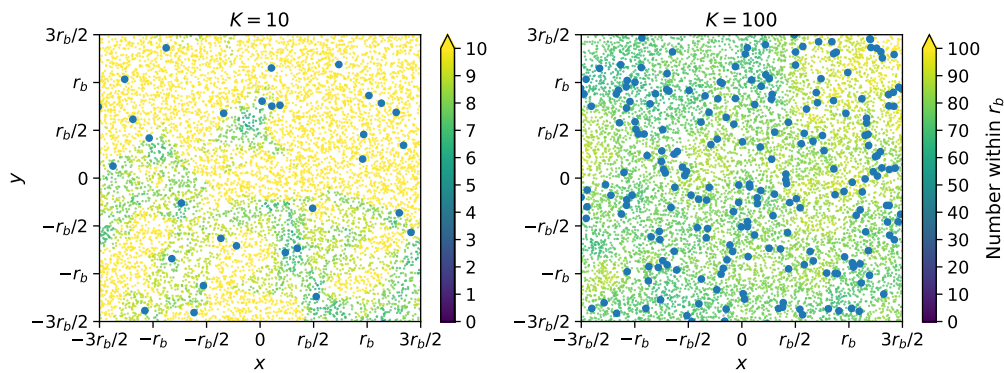 K = 10
3r_b/2
r_b
r_b/2
0
−r_b/2
−r_b
−3r_b/2
y
−3r_b/2 −r_b −r_b/2 0 r_b/2 r_b 3r_b/2
x
10
9
8
7
6
5
4
3
2
1
0
K = 100
3r_b/2
r_b
r_b/2
0
−r_b/2
−r_b
−3r_b/2
−3r_b/2 −r_b −r_b/2 0 r_b/2 r_b 3r_b/2
x
100
90
80
70
60
50
40
30
20
10
0
Number within r_b